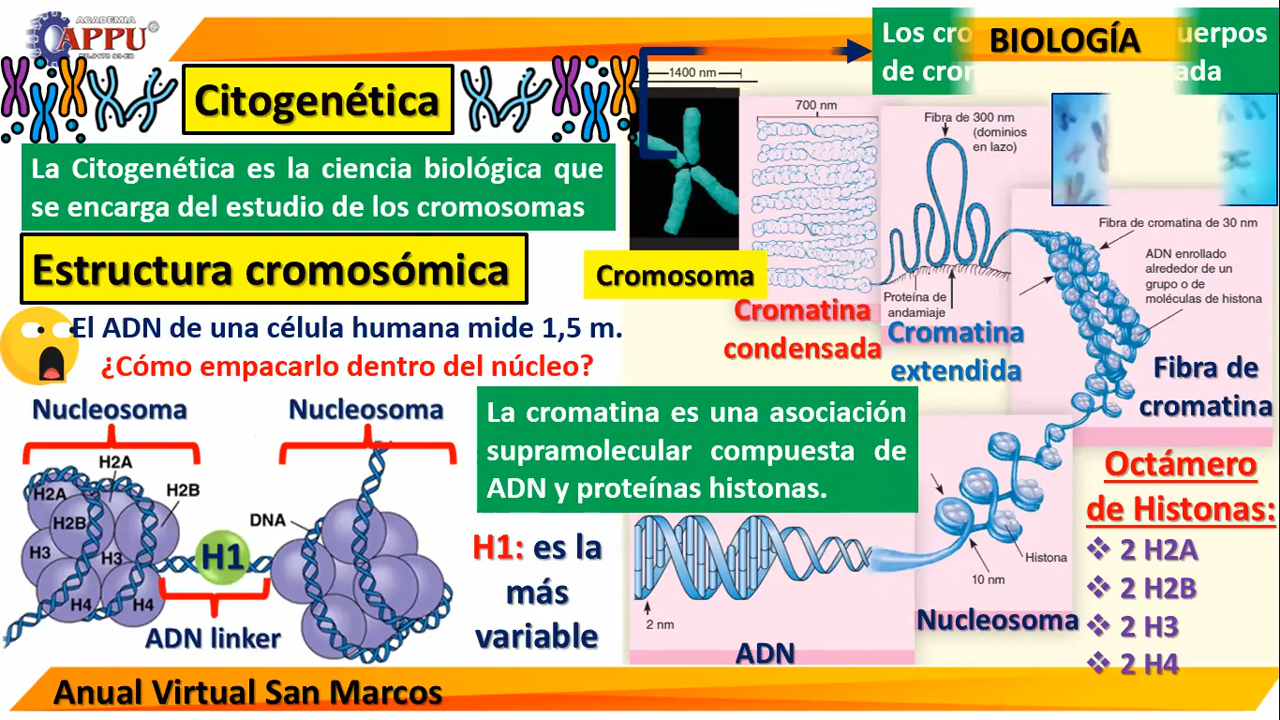 ACADEMIA
APPU
BIOLOGÍA
Los uerpos
de ada
Citogenética
La Citogenética es la ciencia biológica que
se encarga del estudio de los cromosomas
Estructura cromosómica
El ADN de una célula humana mide 1,5 m.
¿Cómo empacarlo dentro del núcleo?
1400 nm
700 nm
Fibra de 300 nm
(dominios
en lazo)
Cromosoma
Cromatina
condensada
Proteína de
andamiaje
Cromatina
extendida
Fibra de cromatina de 30 nm
ADN enrollado
alrededor de un
grupo o de
moléculas de histona
Fibra de
cromatina
Nucleosoma
Nucleosoma
H2A
H2A
H2B
H2B
H3
H3
H4
H4
H1
DNA
ADN linker
La cromatina es una asociación
supramolecular compuesta de
ADN y proteínas histonas.
H1: es la
más
variable
2 nm
ADN
10 nm
Histona
Nucleosoma
Octámero
de Histonas:
❖ 2 H2A
❖ 2 H2B
❖ 2 H3
❖ 2 H4
Anual Virtual San Marcos